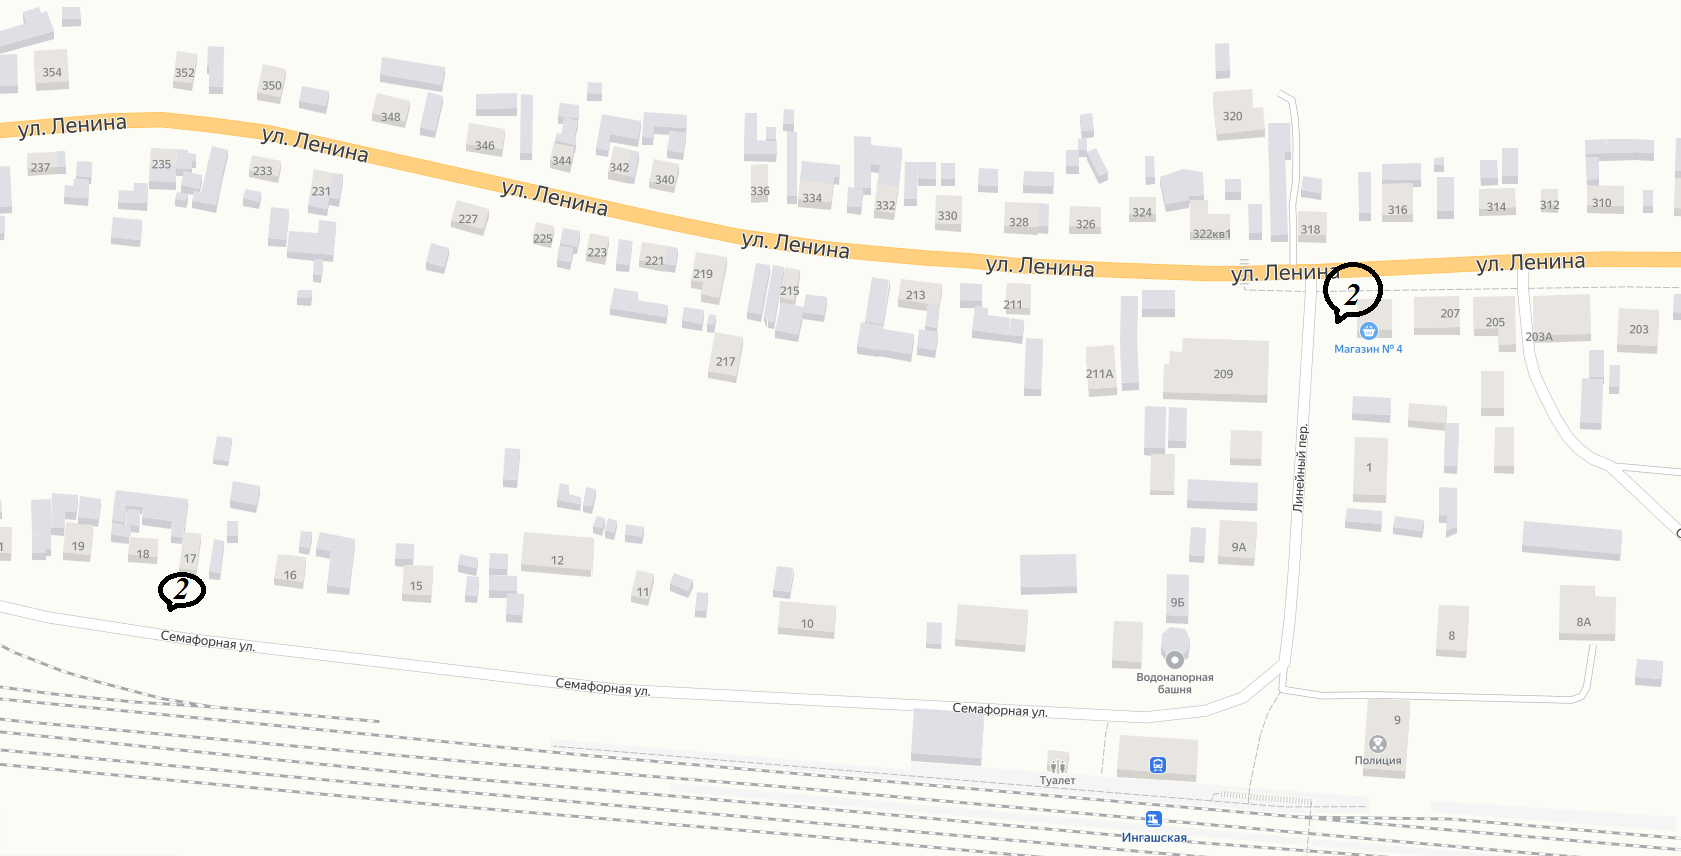 354
352
350
348
346
344
342
340
336
334
332
330
328
326
324
322кв1
320
318
316
314
312
310
ул. Ленина
ул. Ленина
ул. Ленина
ул. Ленина
ул. Ленина
ул. Ленина
ул. Ленина
237
235
233
231
227
225
223
221
219
217
215
213
211
211А
209
2
Магазин № 4
207
205
203А
203
Линейный пер.
1
19
18
17
2
16
15
12
11
10
9А
9Б
Водонапорная
башня
8
8А
Семафорная ул.
Семафорная ул.
Семафорная ул.
9
Полиция
Туалет
Ингашская